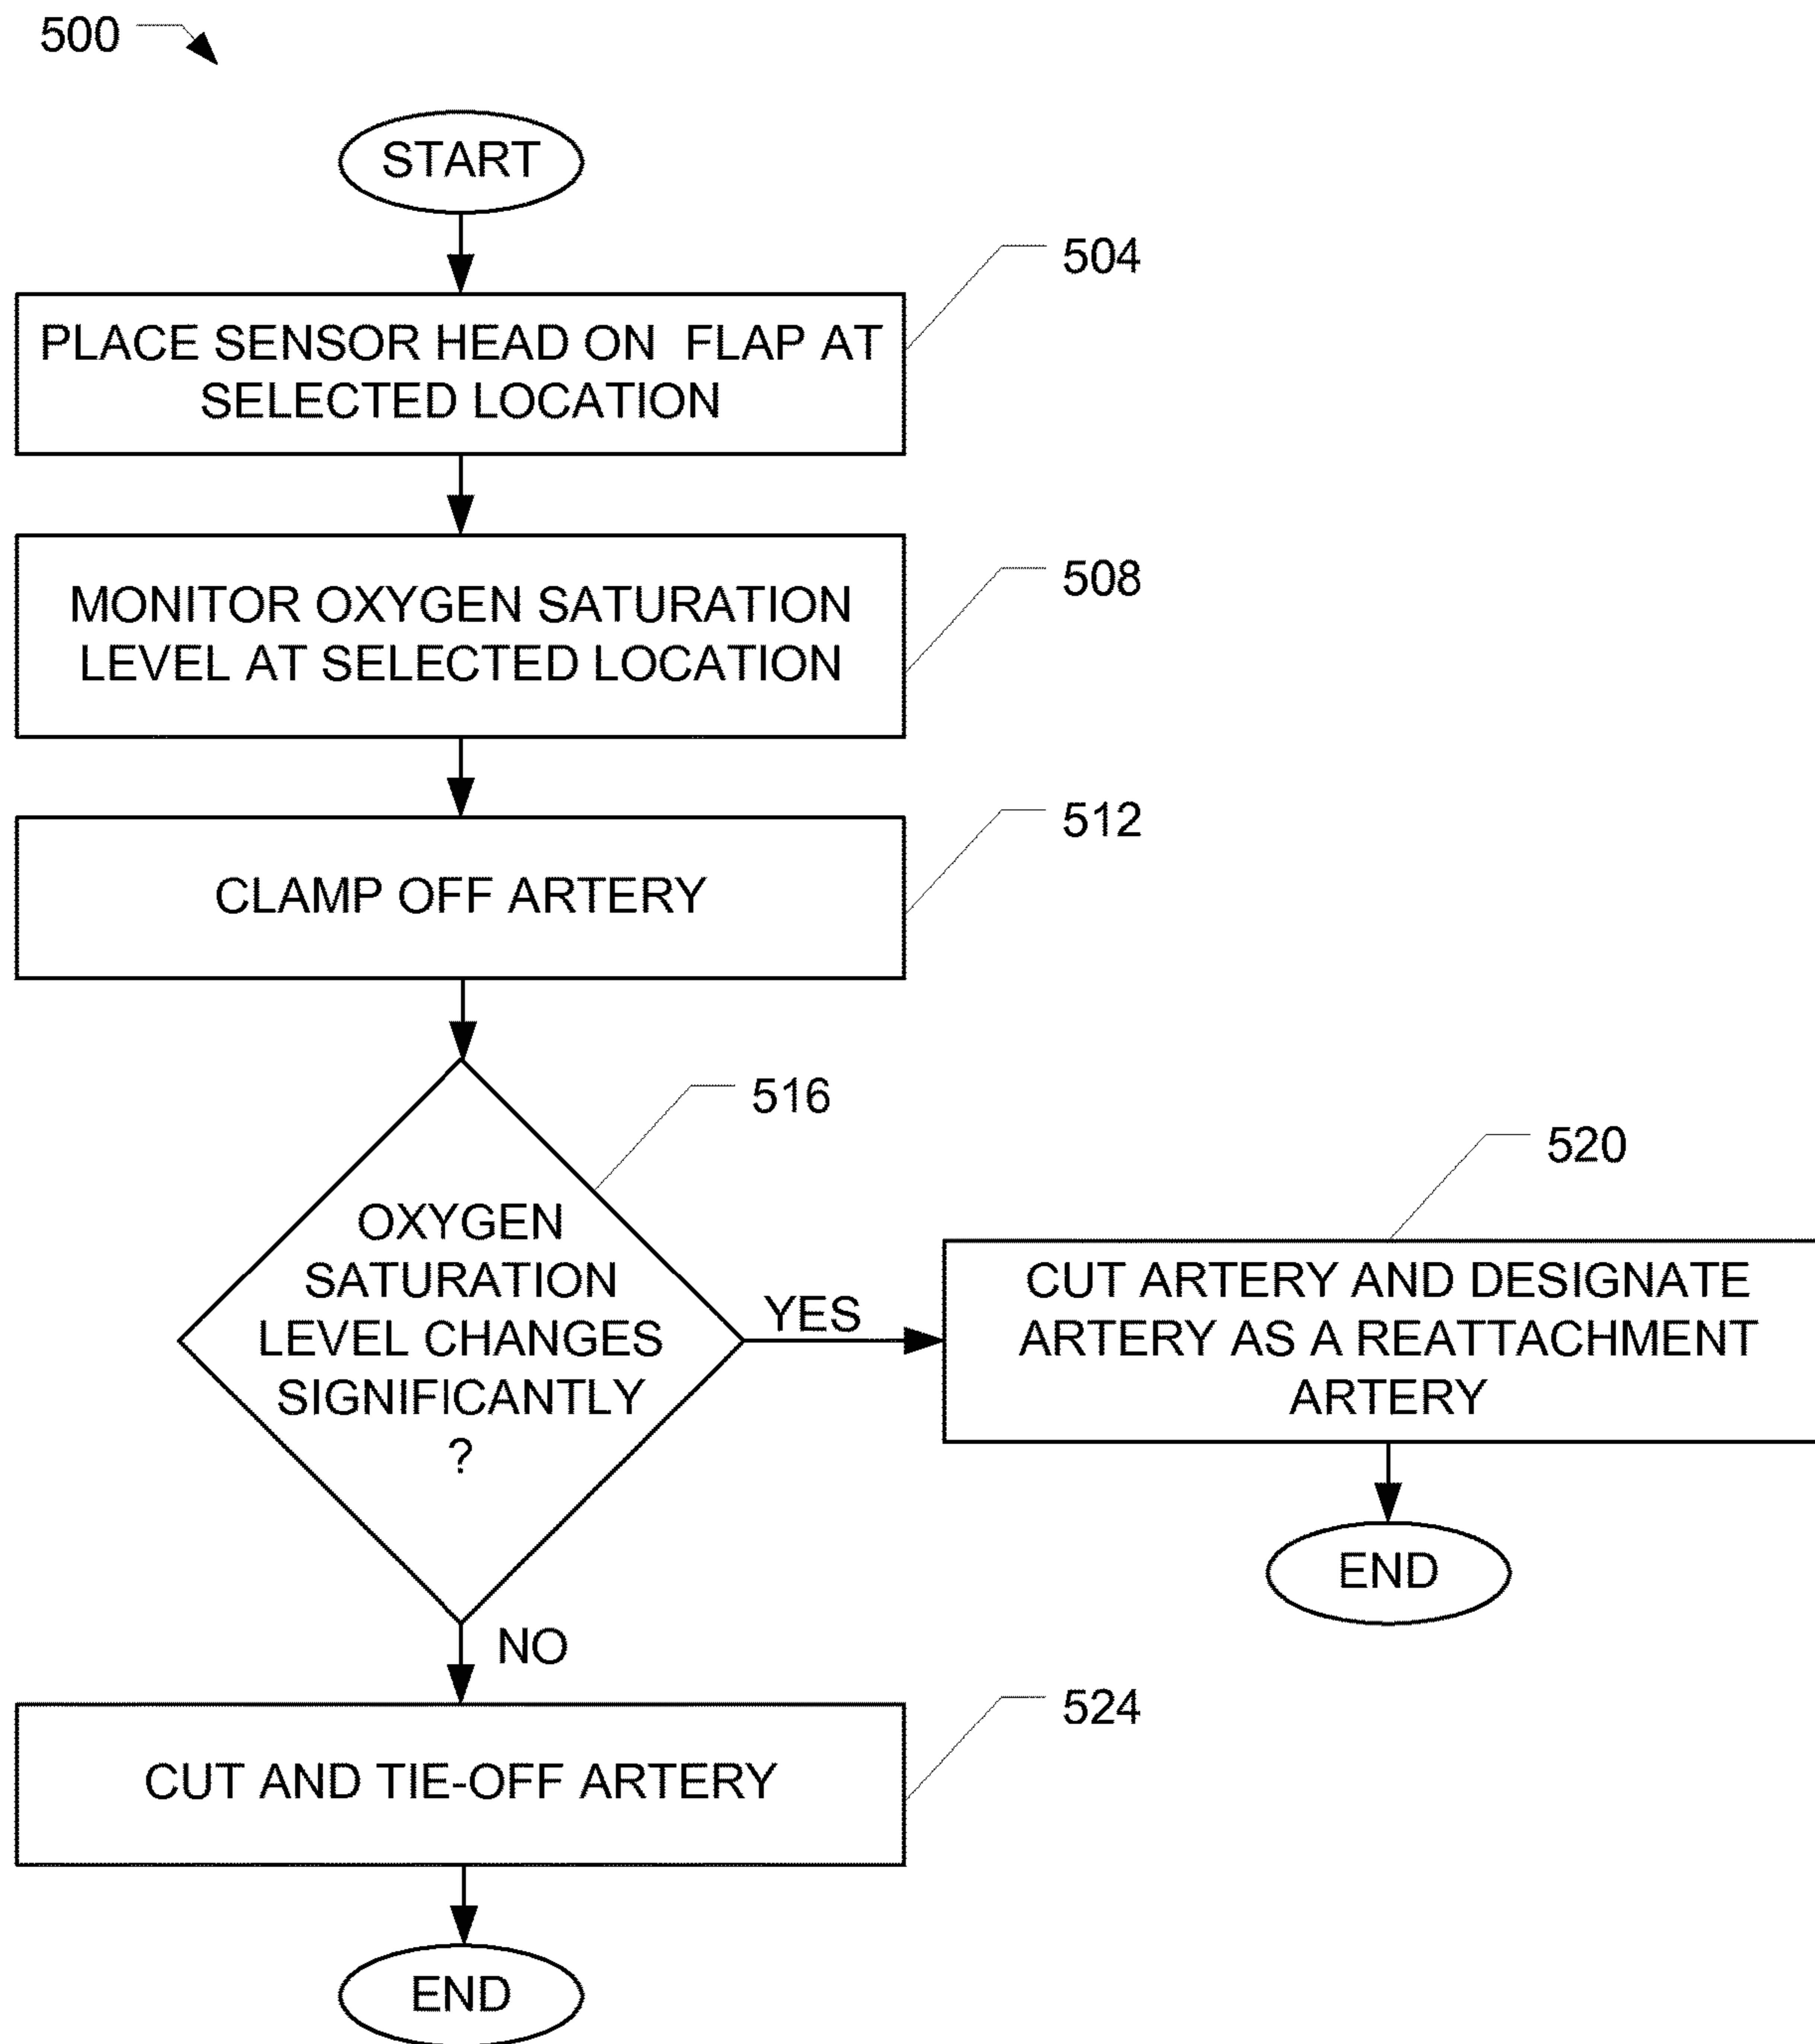 500
START
504
PLACE SENSOR HEAD ON FLAP AT
SELECTED LOCATION
508
MONITOR OXYGEN SATURATION
LEVEL AT SELECTED LOCATION
512
CLAMP OFF ARTERY
516
OXYGEN
SATURATION
LEVEL CHANGES
SIGNIFICANTLY
?
YES
520
CUT ARTERY AND DESIGNATE
ARTERY AS A REATTACHMENT
ARTERY
END
NO
524
CUT AND TIE-OFF ARTERY
END